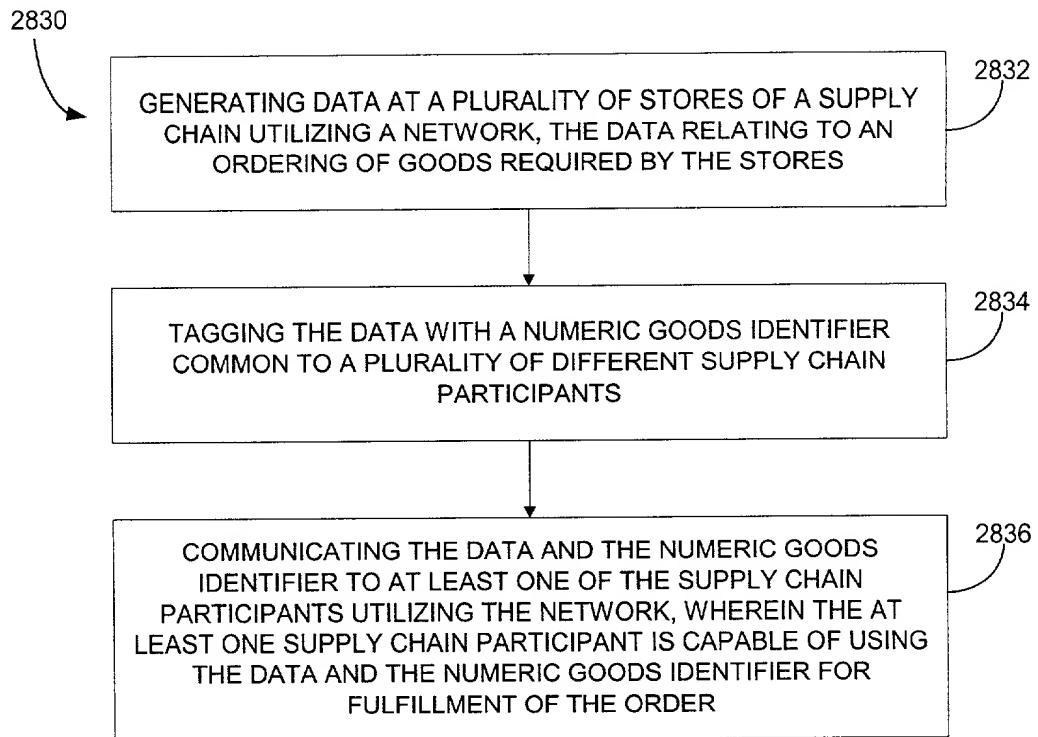 2830
2832
GENERATING DATA AT A PLURALITY OF STORES OF A SUPPLY
CHAIN UTILIZING A NETWORK, THE DATA RELATING TO AN
ORDERING OF GOODS REQUIRED BY THE STORES
2834
TAGGING THE DATA WITH A NUMERIC GOODS IDENTIFIER
COMMON TO A PLURALITY OF DIFFERENT SUPPLY CHAIN
PARTICIPANTS
2836
COMMUNICATING THE DATA AND THE NUMERIC GOODS
IDENTIFIER TO AT LEAST ONE OF THE SUPPLY CHAIN
PARTICIPANTS UTILIZING THE NETWORK, WHEREIN THE AT
LEAST ONE SUPPLY CHAIN PARTICIPANT IS CAPABLE OF USING
THE DATA AND THE NUMERIC GOODS IDENTIFIER FOR
FULFILLMENT OF THE ORDER